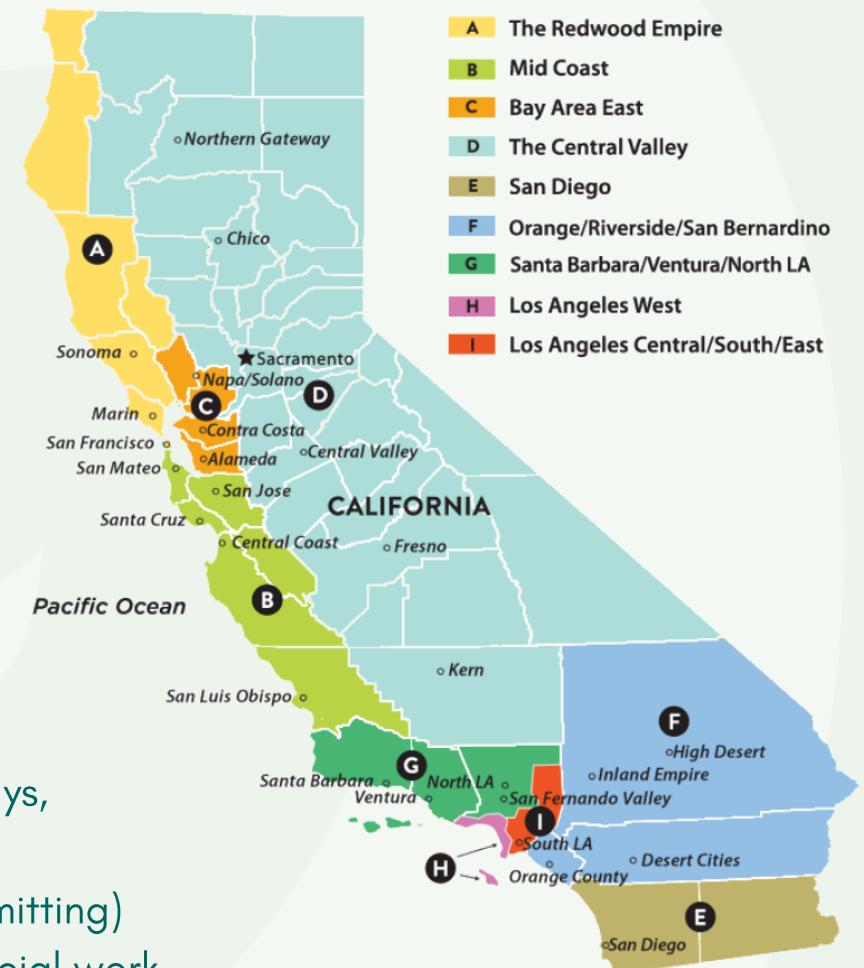 A The Redwood Empire
B Mid Coast
C Bay Area East
D The Central Valley
E San Diego
F Orange/Riverside/San Bernardino
G Santa Barbara/Ventura/North LA
H Los Angeles West
I Los Angeles Central/South/East
Northern Gateway
Chico
A
Sonoma
Sacramento
Napa/Solano
D
C
Marin
Contra Costa
San Francisco
Central Valley
Alameda
San Mateo
San Jose
CALIFORNIA
Santa Cruz
Central Coast
Fresno
B
Pacific Ocean
Kern
San Luis Obispo
F
High Desert
G
Inland Empire
Santa Barbara
North LA
Ventura
San Fernando Valley
I
South LA
H
Desert Cities
Orange County
E
San Diego
ys,
mitting)
cial work